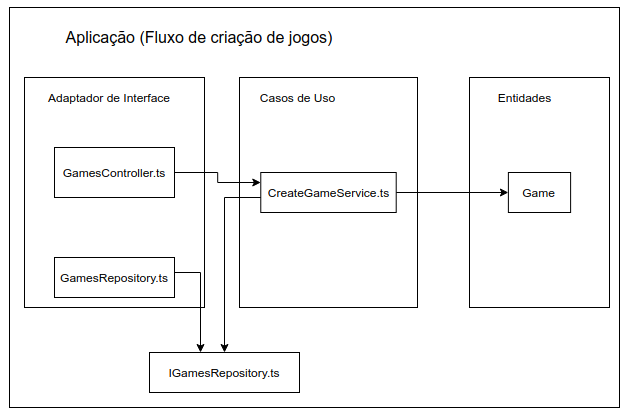 Aplicação (Fluxo de criação de jogos)
Adaptador de Interface
Casos de Uso
Entidades
GamesController.ts
CreateGameService.ts
Game
GamesRepository.ts
IGamesRepository.ts